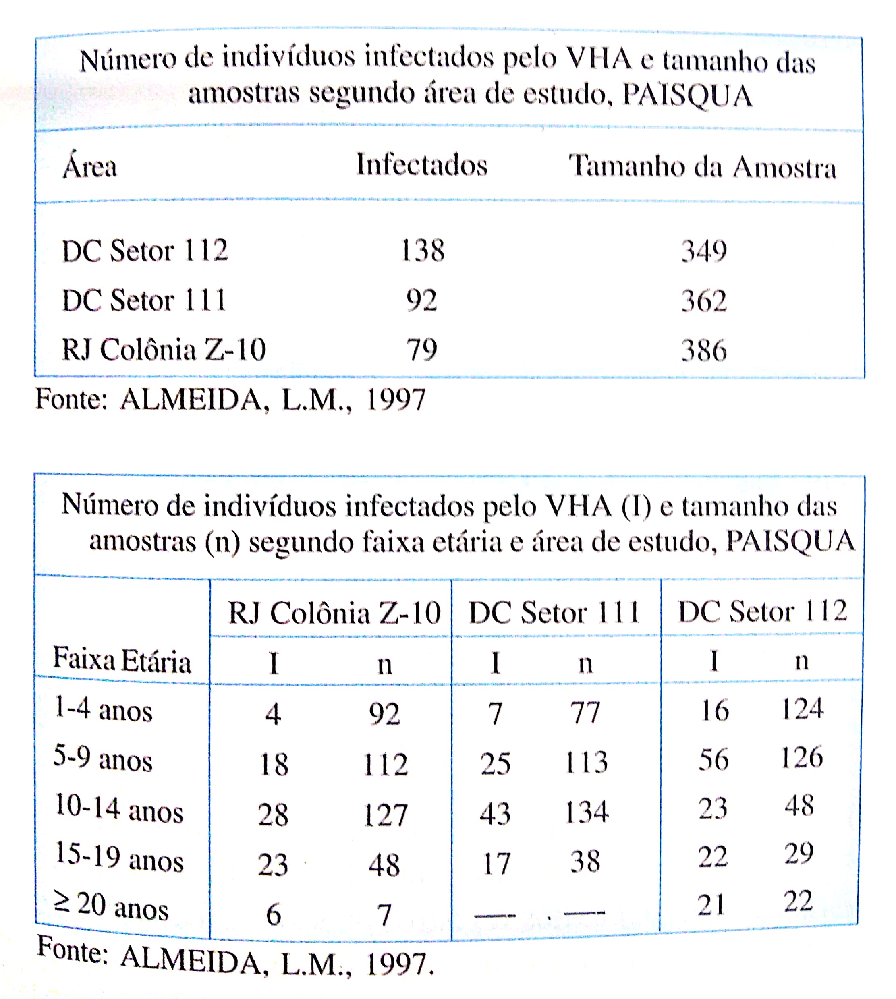 Número de indivíduos infectados pelo VHA e tamanho das
amostras segundo área de estudo, PAISQUA
Área Infectados Tamanho da Amostra
DC Setor 112 138 349
DC Setor 111 92 362
RJ Colônia Z-10 79 386
Fonte: ALMEIDA, L.M., 1997
Número de indivíduos infectados pelo VHA (I) e tamanho das
amostras (n) segundo faixa etária e área de estudo, PAISQUA
RJ Colônia Z-10 DC Setor 111 DC Setor 112
Faixa Etária I n I n I n
1-4 anos 4 92 7 77 16 124
5-9 anos 18 112 25 113 56 126
10-14 anos 28 127 43 134 23 48
15-19 anos 23 48 17 38 22 29
≥ 20 anos 6 7 — — 21 22
Fonte: ALMEIDA, L.M., 1997.